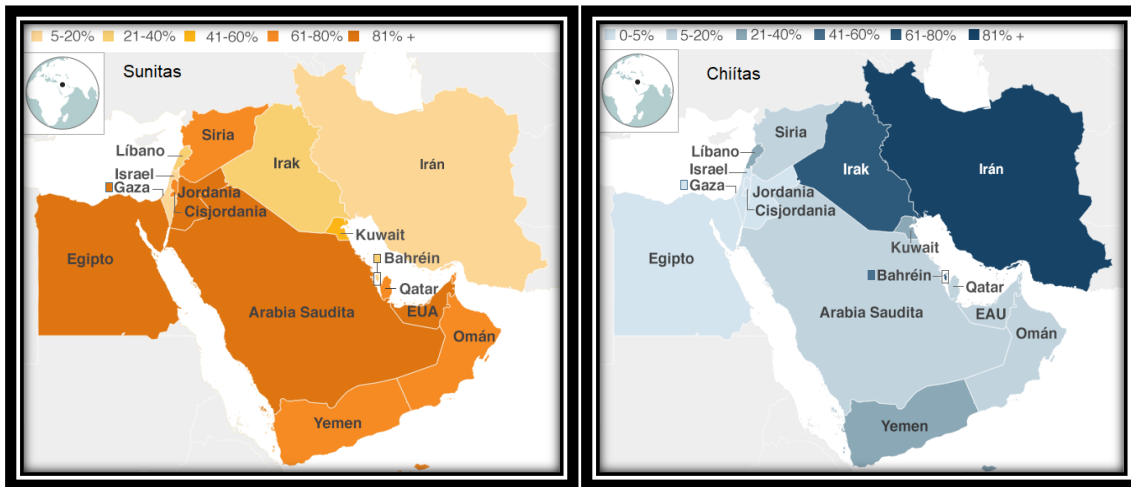 5-20% 21-40% 41-60% 61-80% 81% +
Sunitas
Siria
Líbano
Irak
Irán
Israel
Gaza
Jordania
Cisjordania
Kuwait
Egipto
Bahréin
Qatar
Arabia Saudita
EUA
Omán
Yemen
0-5% 5-20% 21-40% 41-60% 61-80% 81% +
Chiítas
Siria
Líbano
Irak
Irán
Israel
Gaza
Jordania
Cisjordania
Kuwait
Egipto
Bahréin
Qatar
Arabia Saudita
EAU
Omán
Yemen